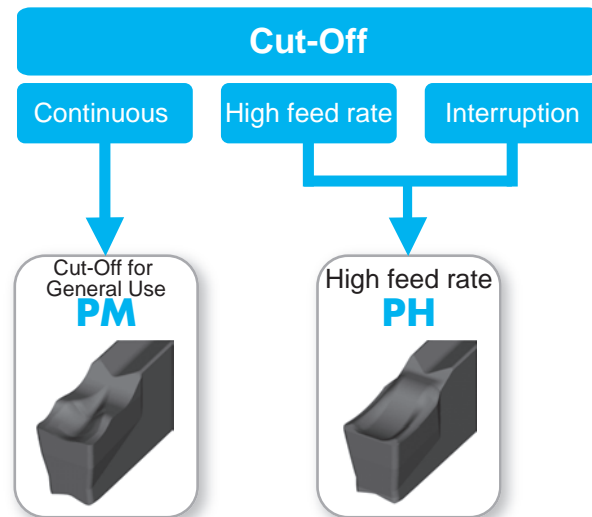 Cut-Off
Continuous
High feed rate
Interruption
Cut-Off for
General Use
PM
High feed rate
PH